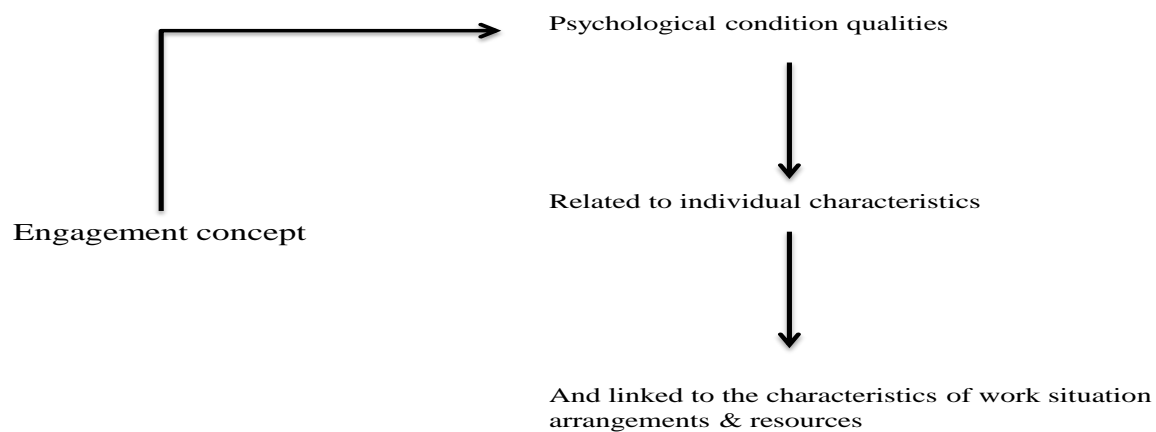 Psychological condition qualities
Related to individual characteristics
Engagement concept
And linked to the characteristics of work situation
arrangements & resources